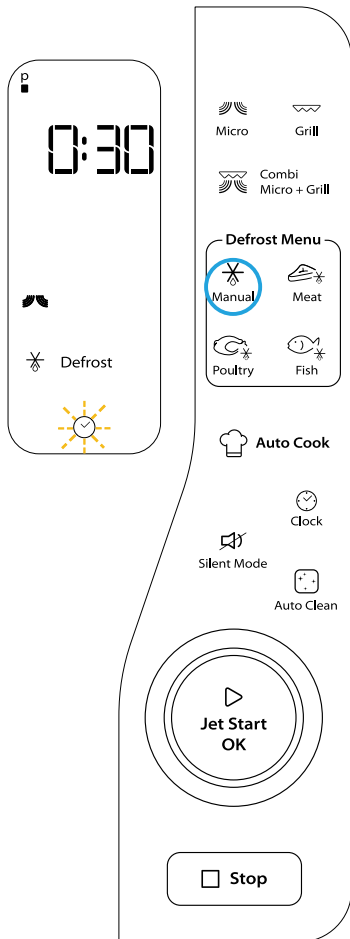 p
0:30
Defrost
Micro
Grill
Combi
Micro + Grill
Defrost Menu
Manual
Meat
Poultry
Fish
Auto Cook
Clock
Silent Mode
Auto Clean
Jet Start
OK
Stop